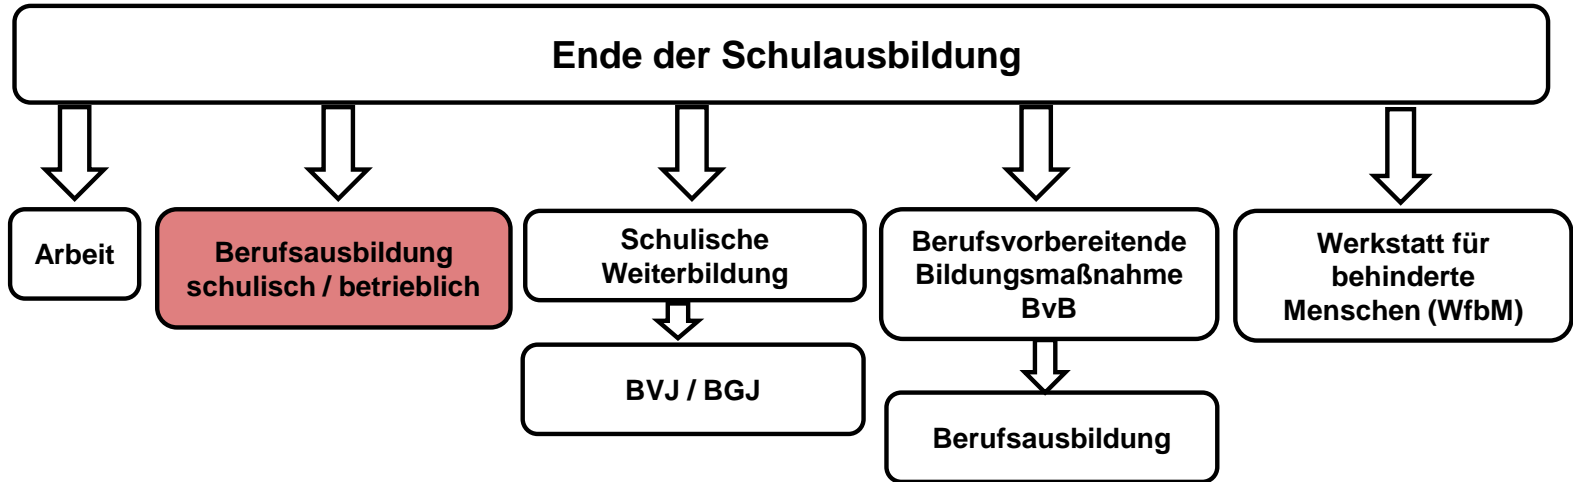 Ende der Schulausbildung
Arbeit
Berufsausbildung
schulisch / betrieblich
Schulische
Weiterbildung
Berufsvorbereitende
Bildungsmaßnahme
BvB
Werkstatt für
behinderte
Menschen (WfbM)
BVJ / BGJ
Berufsausbildung